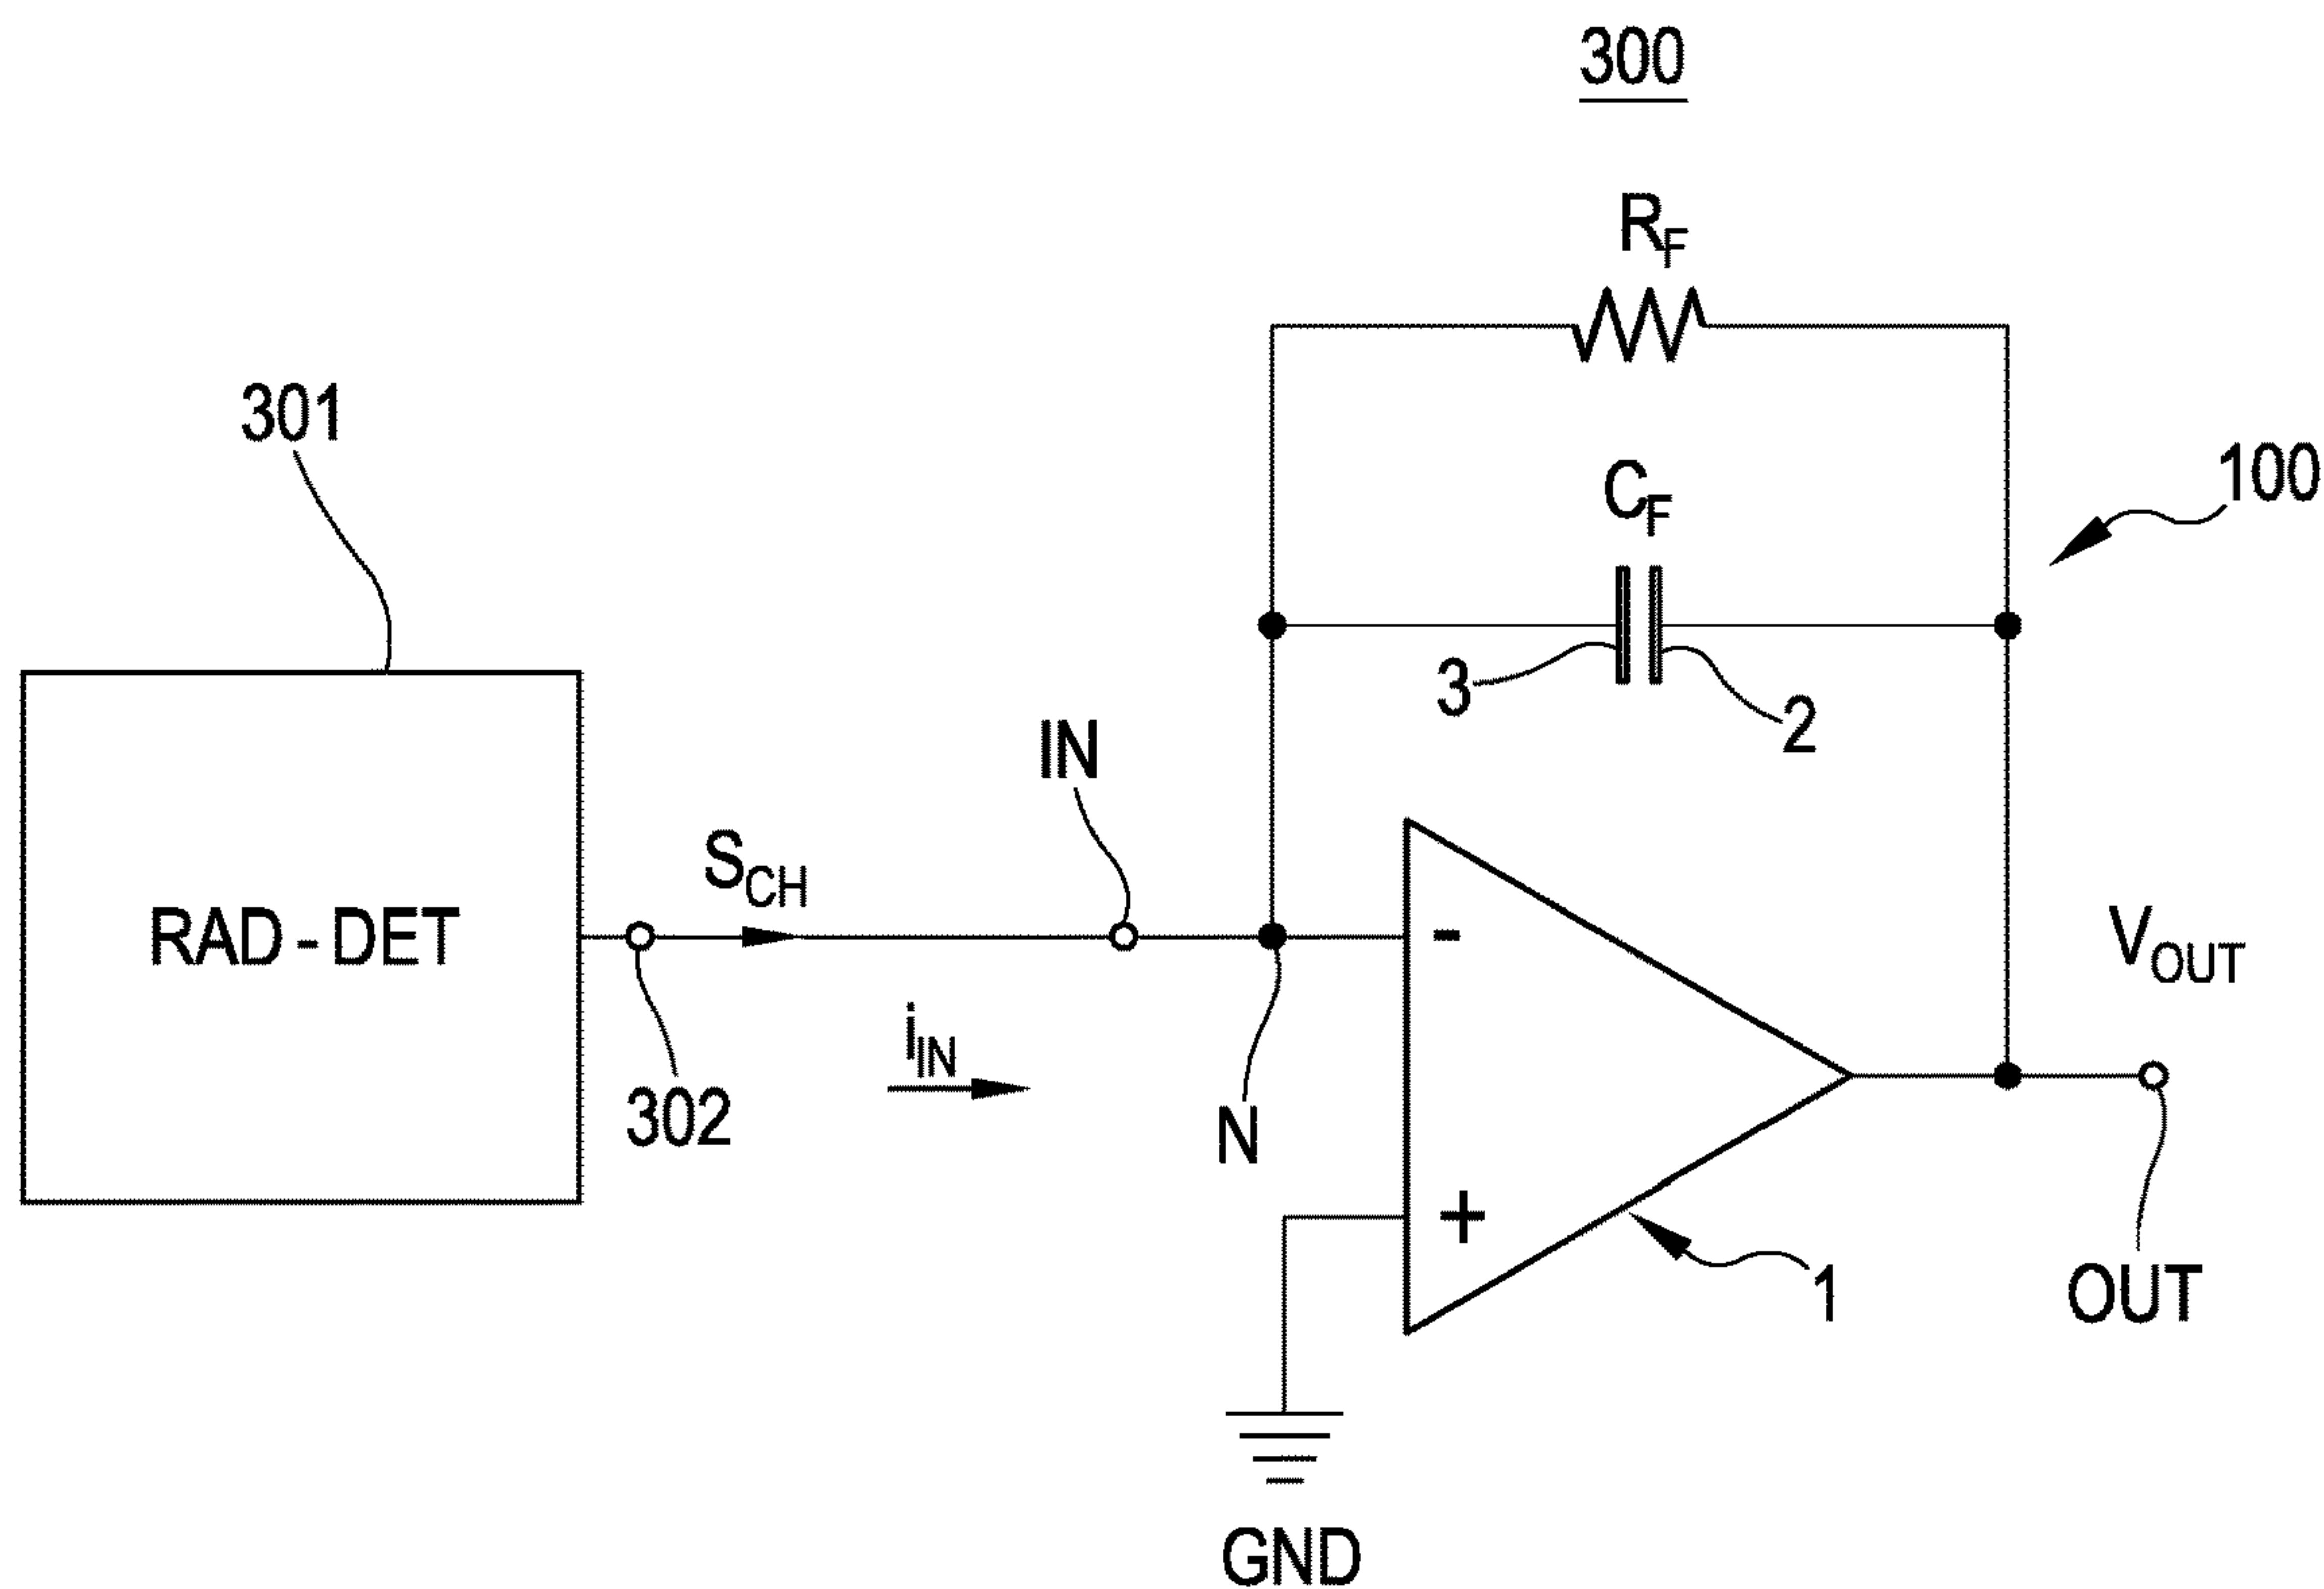 300
R_F
301
C_F
100
3
2
IN
S_CH
RAD-DET
-
V_OUT
i_IN
302
N
+
1
OUT
GND